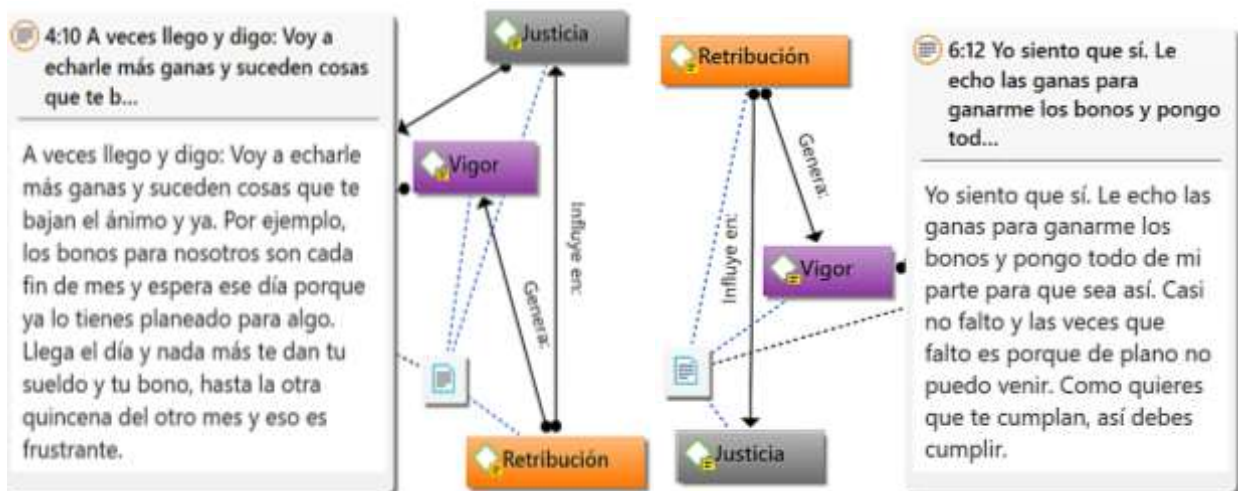 4:10 A veces llego y digo: Voy a
echarle más ganas y suceden cosas
que te b...
A veces llego y digo: Voy a echarle
más ganas y suceden cosas que te
bajan el ánimo y ya. Por ejemplo,
los bonos para nosotros son cada
fin de mes y espera ese día porque
ya lo tienes planeado para algo.
Llega el día y nada más te dan tu
sueldo y tu bono, hasta la otra
quincena del otro mes y eso es
frustrante.
Justicia
Vigor
Influye en:
Genera:
Retribución
Retribución
Genera:
Influye en:
Vigor
Justicia
6:12 Yo siento que sí. Le
echo las ganas para
ganarme los bonos y pongo
tod...
Yo siento que sí. Le echo las
ganas para ganarme los
bonos y pongo todo de mi
parte para que sea así. Casi
no falto y las veces que
falto es porque de plano no
puedo venir. Como quieres
que te cumplan, así debes
cumplir.